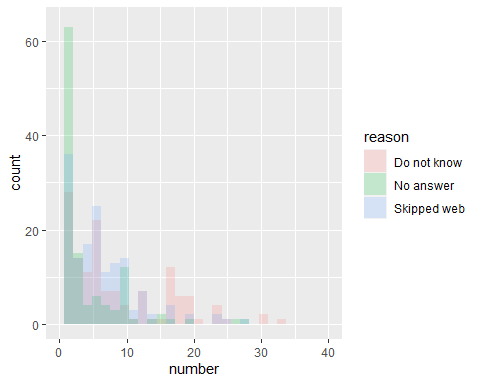 60
40
20
0
count
0
10
20
30
40
number
reason
Do not know
No answer
Skipped web